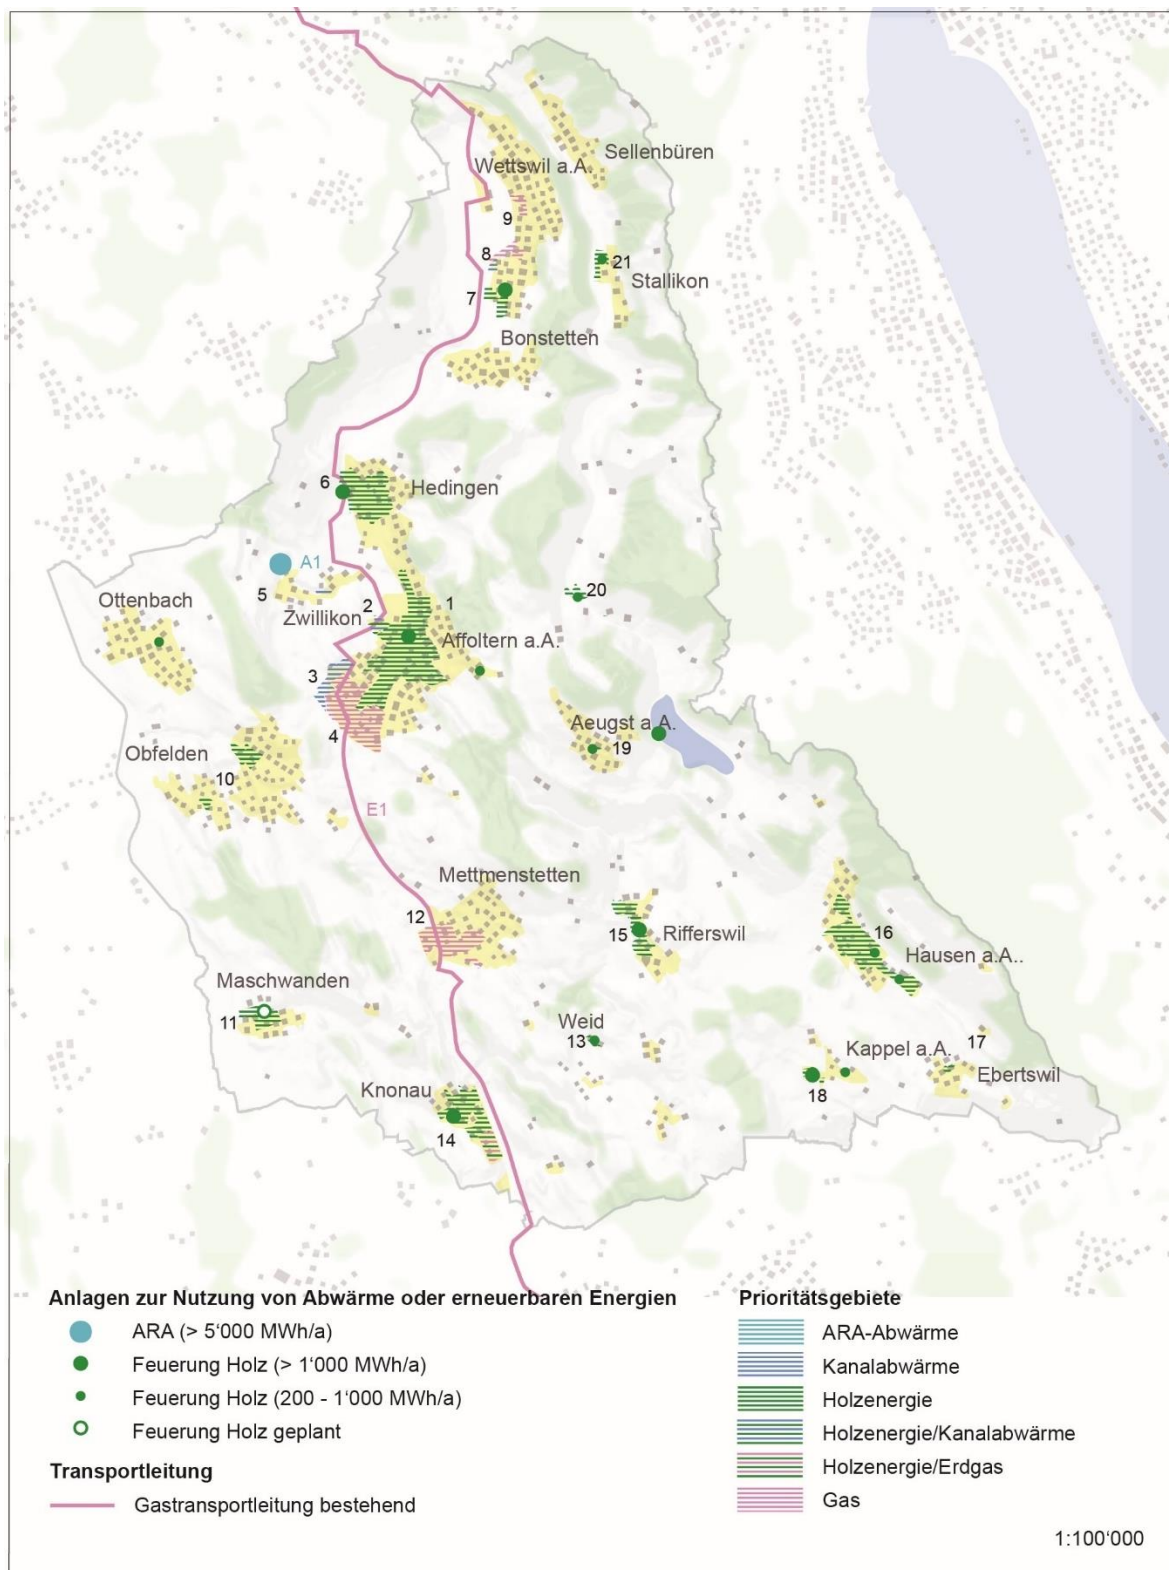 Sellenbüren
Wettswil a.A.
9
8
21
Stallikon
7
Bonstetten
6
Hedingen
A1
5
20
Ottenbach
2
1
Zwillikon
Affoltern a.A.
3
4
Aeugst a.A.
19
Obfelden
10
E1
Mettmenstetten
12
15
Rifferswil
16
Hausen a.A..
Maschwanden
11
Weid
13
17
Kappel a.A.
Ebertswil
Knonau
18
14
Anlagen zur Nutzung von Abwärme oder erneuerbaren Energien
ARA (> 5‘000 MWh/a)
Feuerung Holz (> 1‘000 MWh/a)
Feuerung Holz (200 - 1‘000 MWh/a)
Feuerung Holz geplant
Transportleitung
Gastransportleitung bestehend
Prioritätsgebiete
ARA-Abwärme
Kanalabwärme
Holzenergie
Holzenergie/Kanalabwärme
Holzenergie/Erdgas
Gas
1:100‘000